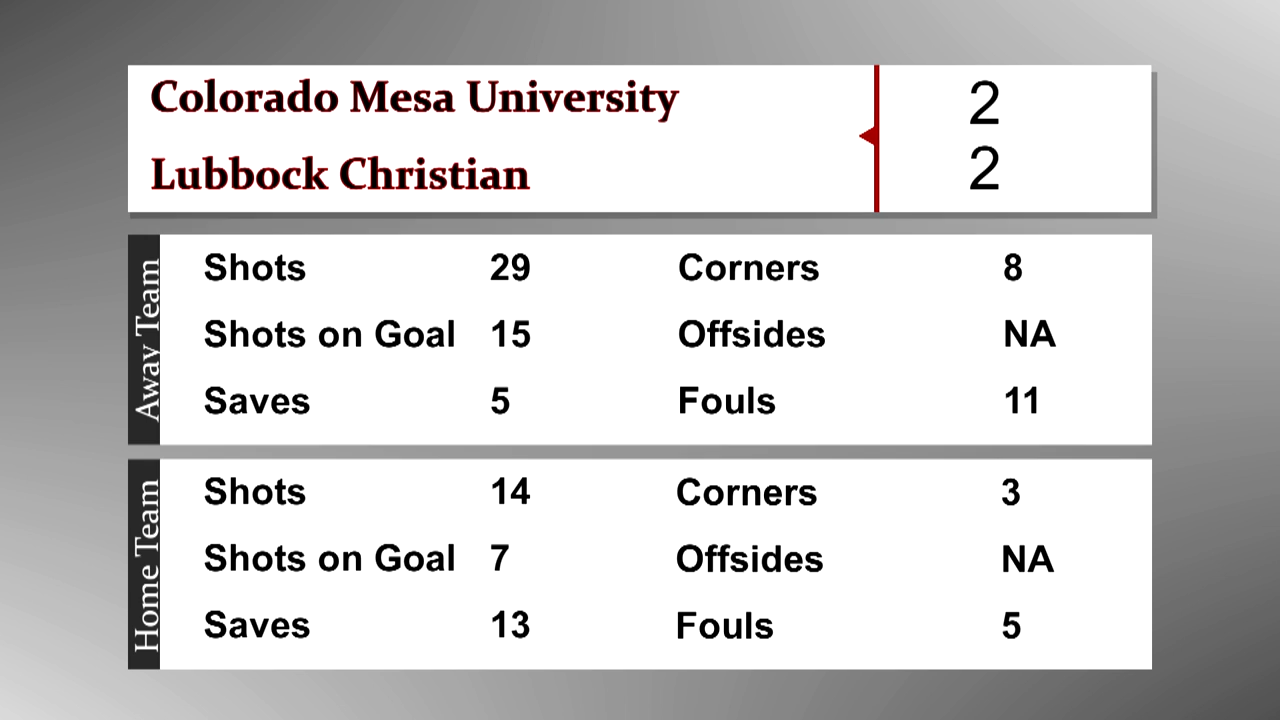 Colorado Mesa University 2
Lubbock Christian 2
Away Team
Shots 29 Corners 8
Shots on Goal 15 Offsides NA
Saves 5 Fouls 11
Home Team
Shots 14 Corners 3
Shots on Goal 7 Offsides NA
Saves 13 Fouls 5